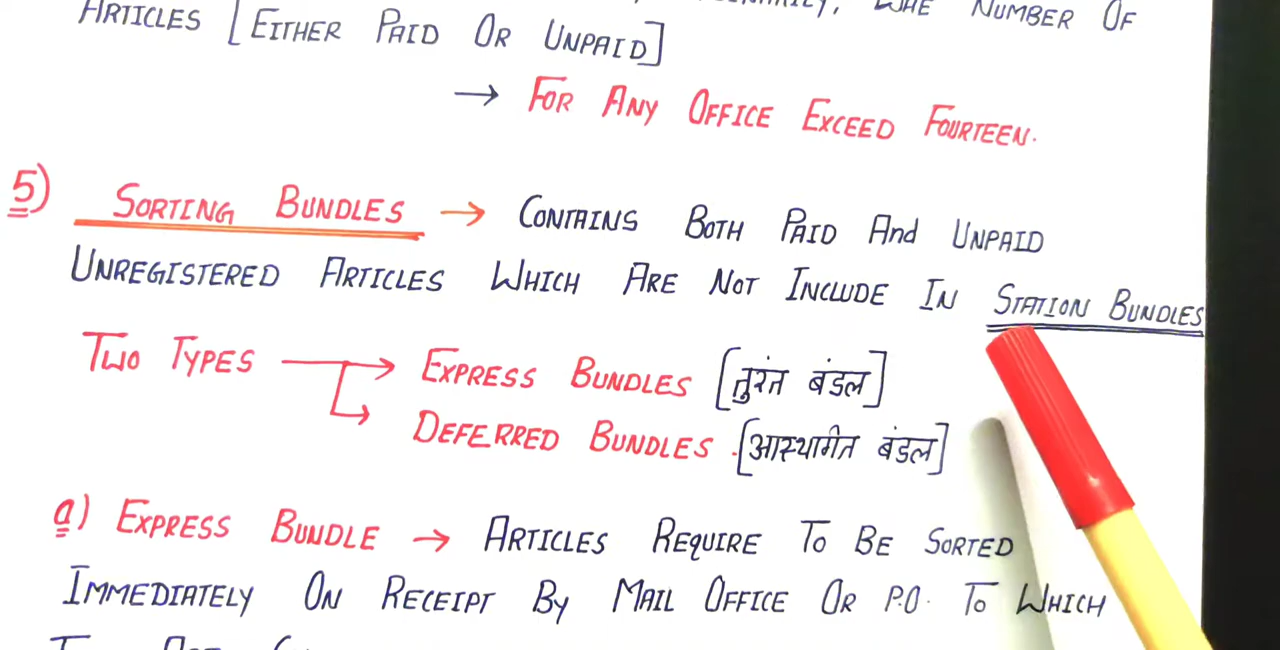 ARTICLES [EITHER PAID OR UNPAID] NUMBER OF
→ FOR ANY OFFICE EXCEED FOURTEEN.
5) SORTING BUNDLES → CONTAINS BOTH PAID And UNPAID
UNREGISTERED ARTICLES WHICH ARE NOT INCLUDE IN STATION BUNDLES
TWO TYPES → EXPRESS BUNDLES [तुरंत बंडल]
DEFERRED BUNDLES. [आस्थगित बंडल]
a) EXPRESS BUNDLE → ARTICLES REQUIRE TO BE SORTED
IMMEDIATELY ON RECEIPT BY MAIL OFFICE OR P.O. TO WHICH